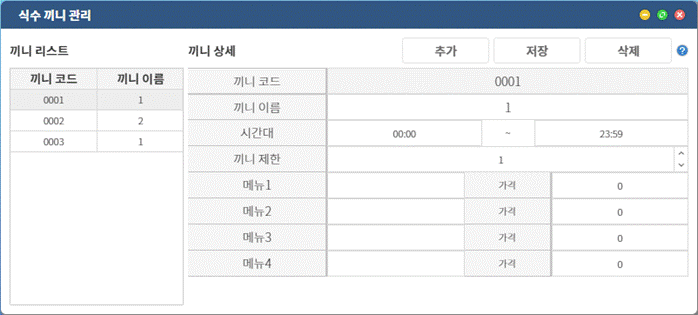 식수 끼니 관리
끼니 리스트
끼니 코드 끼니 이름
0001 1
0002 2
0003 1
끼니 상세 추가 저장 삭제 ?
끼니 코드 0001
끼니 이름 1
시간대 00:00 ~ 23:59
끼니 제한 1
메뉴1 가격 0
메뉴2 가격 0
메뉴3 가격 0
메뉴4 가격 0